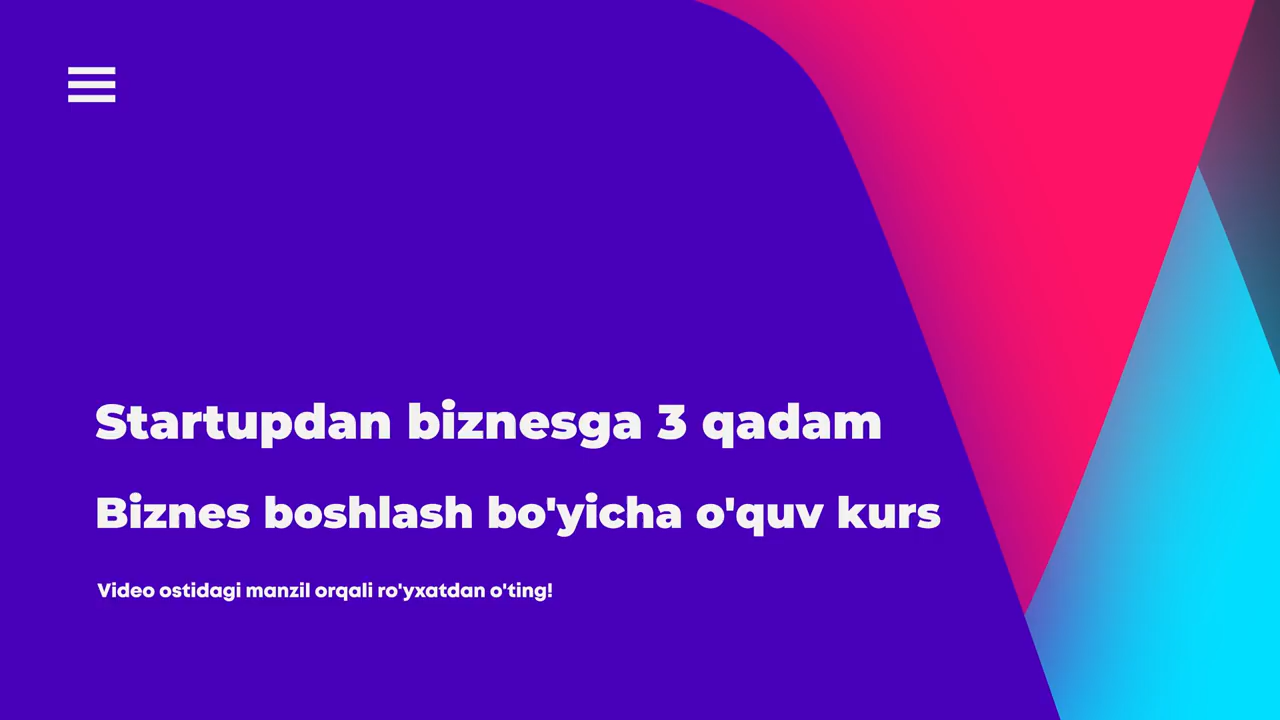 Startupdan biznesga 3 qadam
Biznes boshlash bo'yicha o'quv kurs
Video ostidagi manzil orqali ro'yxatdan o'ting!